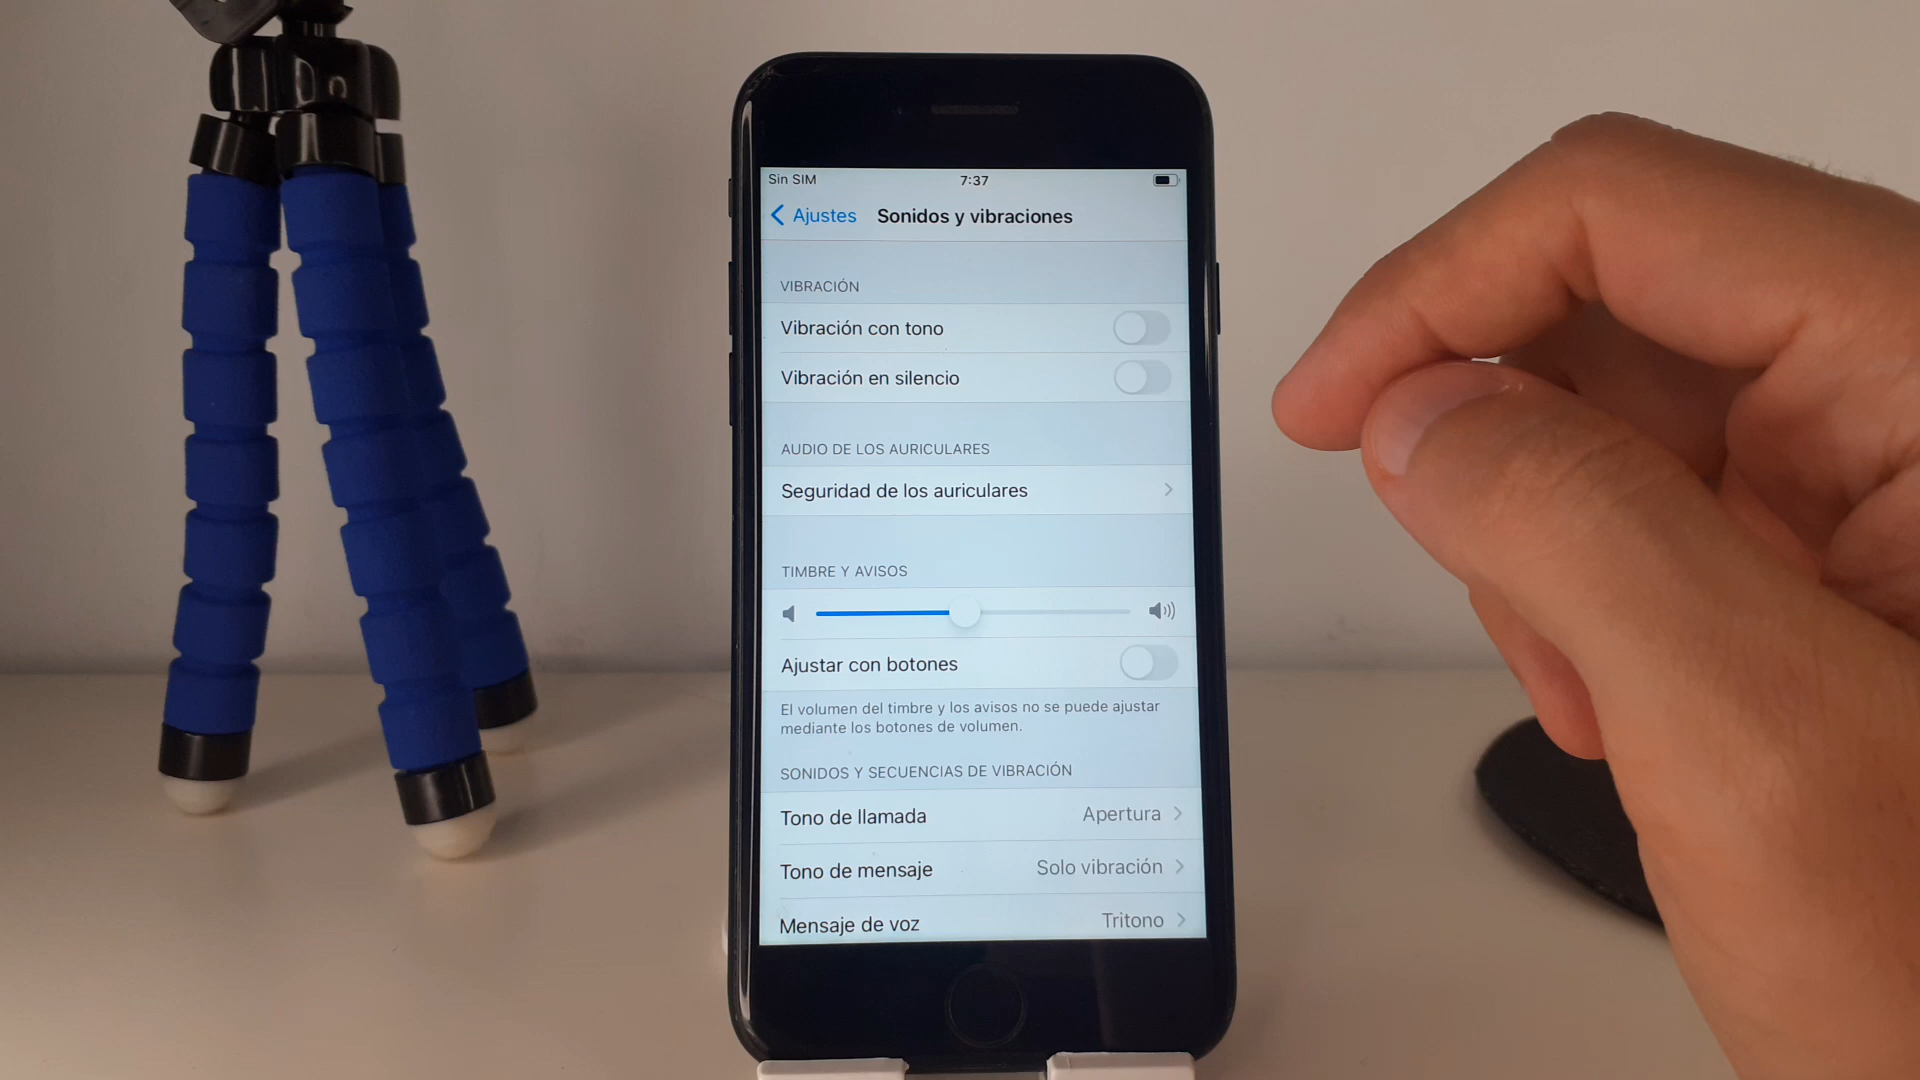 Sin SIM 7:37
Ajustes Sonidos y vibraciones
VIBRACIÓN
Vibración con tono
Vibración en silencio
AUDIO DE LOS AURICULARES
Seguridad de los auriculares
TIMBRE Y AVISOS
Ajustar con botones
El volumen del timbre y los avisos no se puede ajustar
mediante los botones de volumen.
SONIDOS Y SECUENCIAS DE VIBRACIÓN
Tono de llamada Apertura
Tono de mensaje Solo vibración
Mensaje de voz Tritono